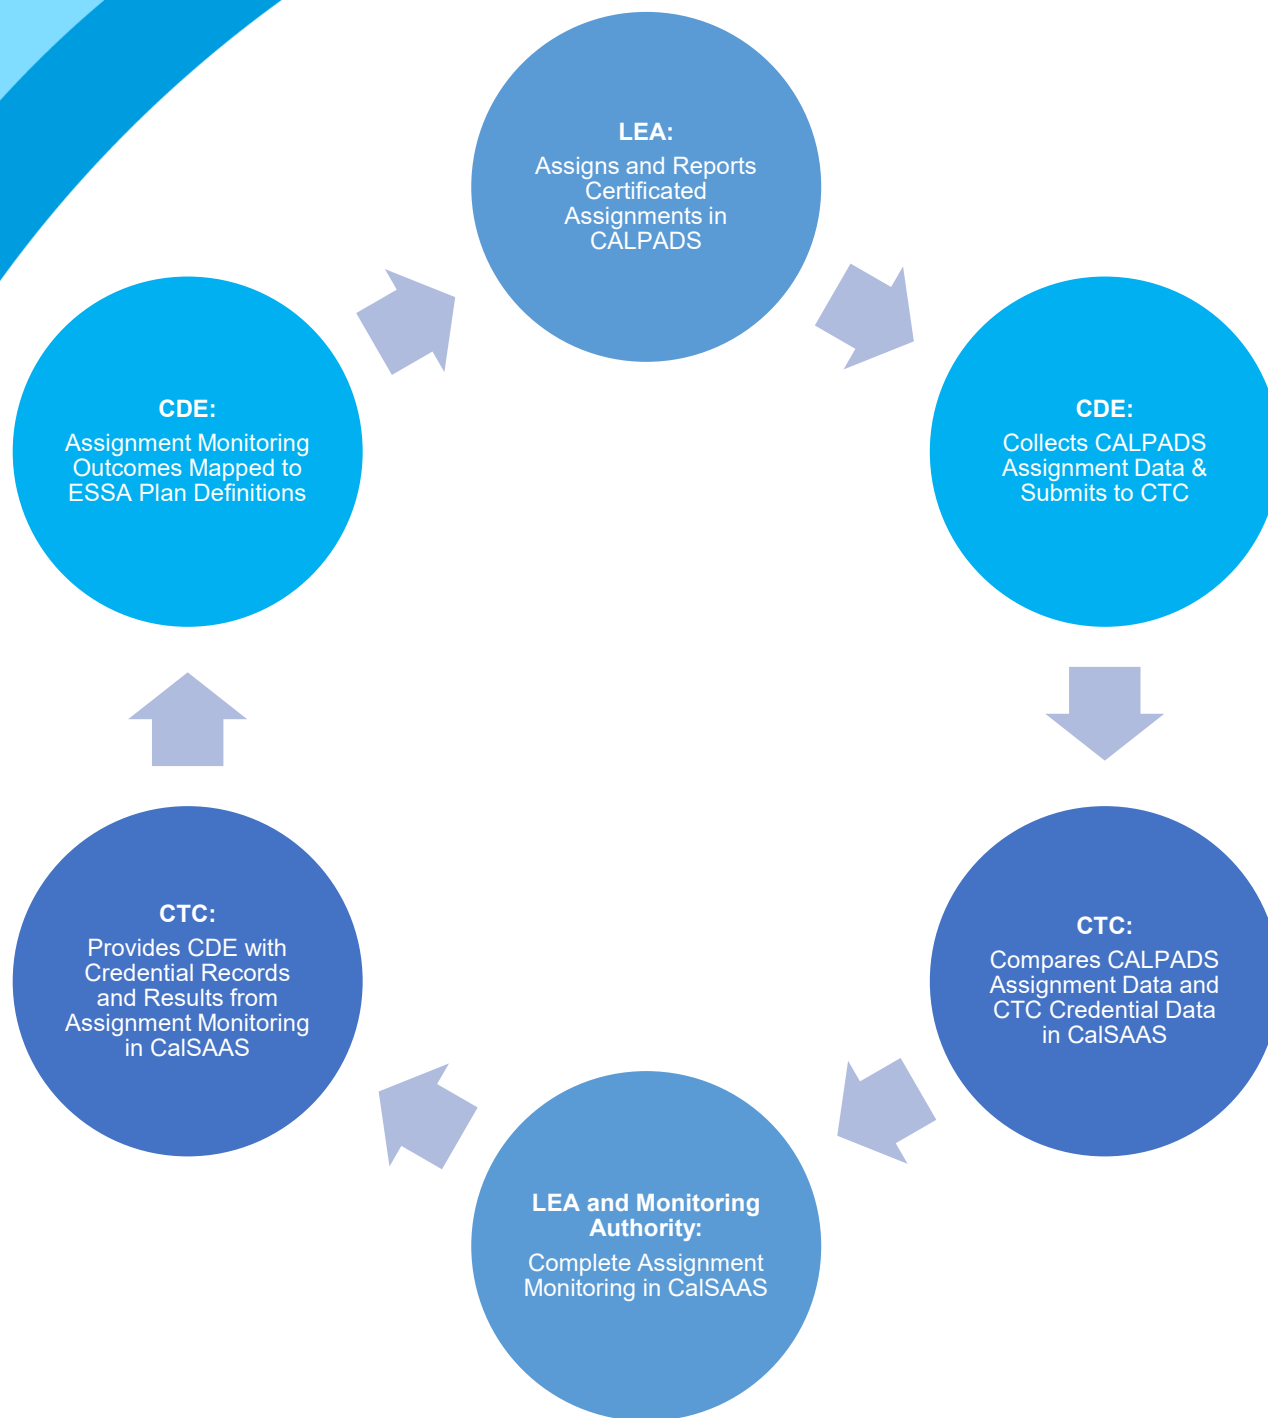 LEA:
Assigns and Reports
Certificated
Assignments in
CALPADS
CDE:
Collects CALPADS
Assignment Data &
Submits to CTC
CTC:
Compares CALPADS
Assignment Data and
CTC Credential Data
in CalSAAS
LEA and Monitoring
Authority:
Complete Assignment
Monitoring in CalSAAS
CTC:
Provides CDE with
Credential Records
and Results from
Assignment Monitoring
in CalSAAS
CDE:
Assignment Monitoring
Outcomes Mapped to
ESSA Plan Definitions